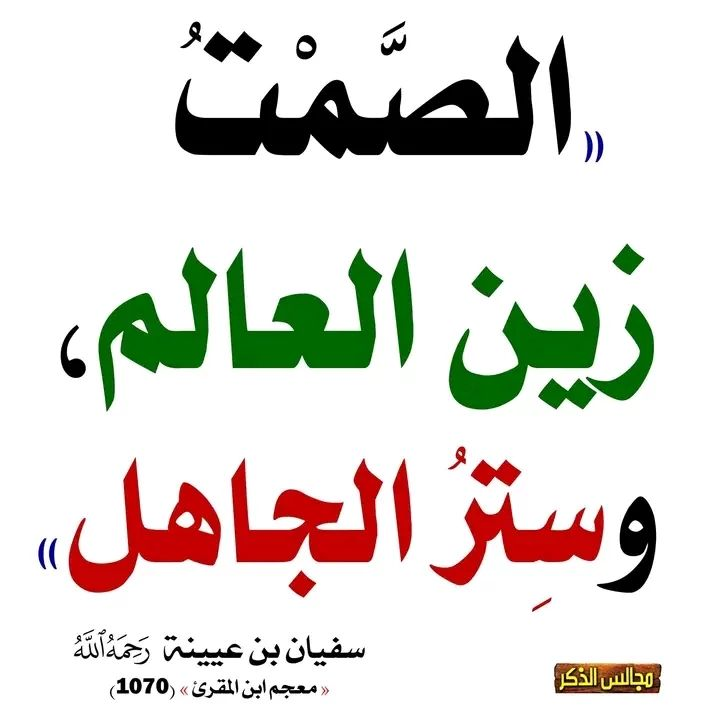 «الصَّمْتُ
زين العالم،
وسِترُ الجاهل»
سفيان بن عيينة رَحِمَهُ ٱللَّهُ
« معجم ابن المقرئ » (1070)
مجالس الذكر